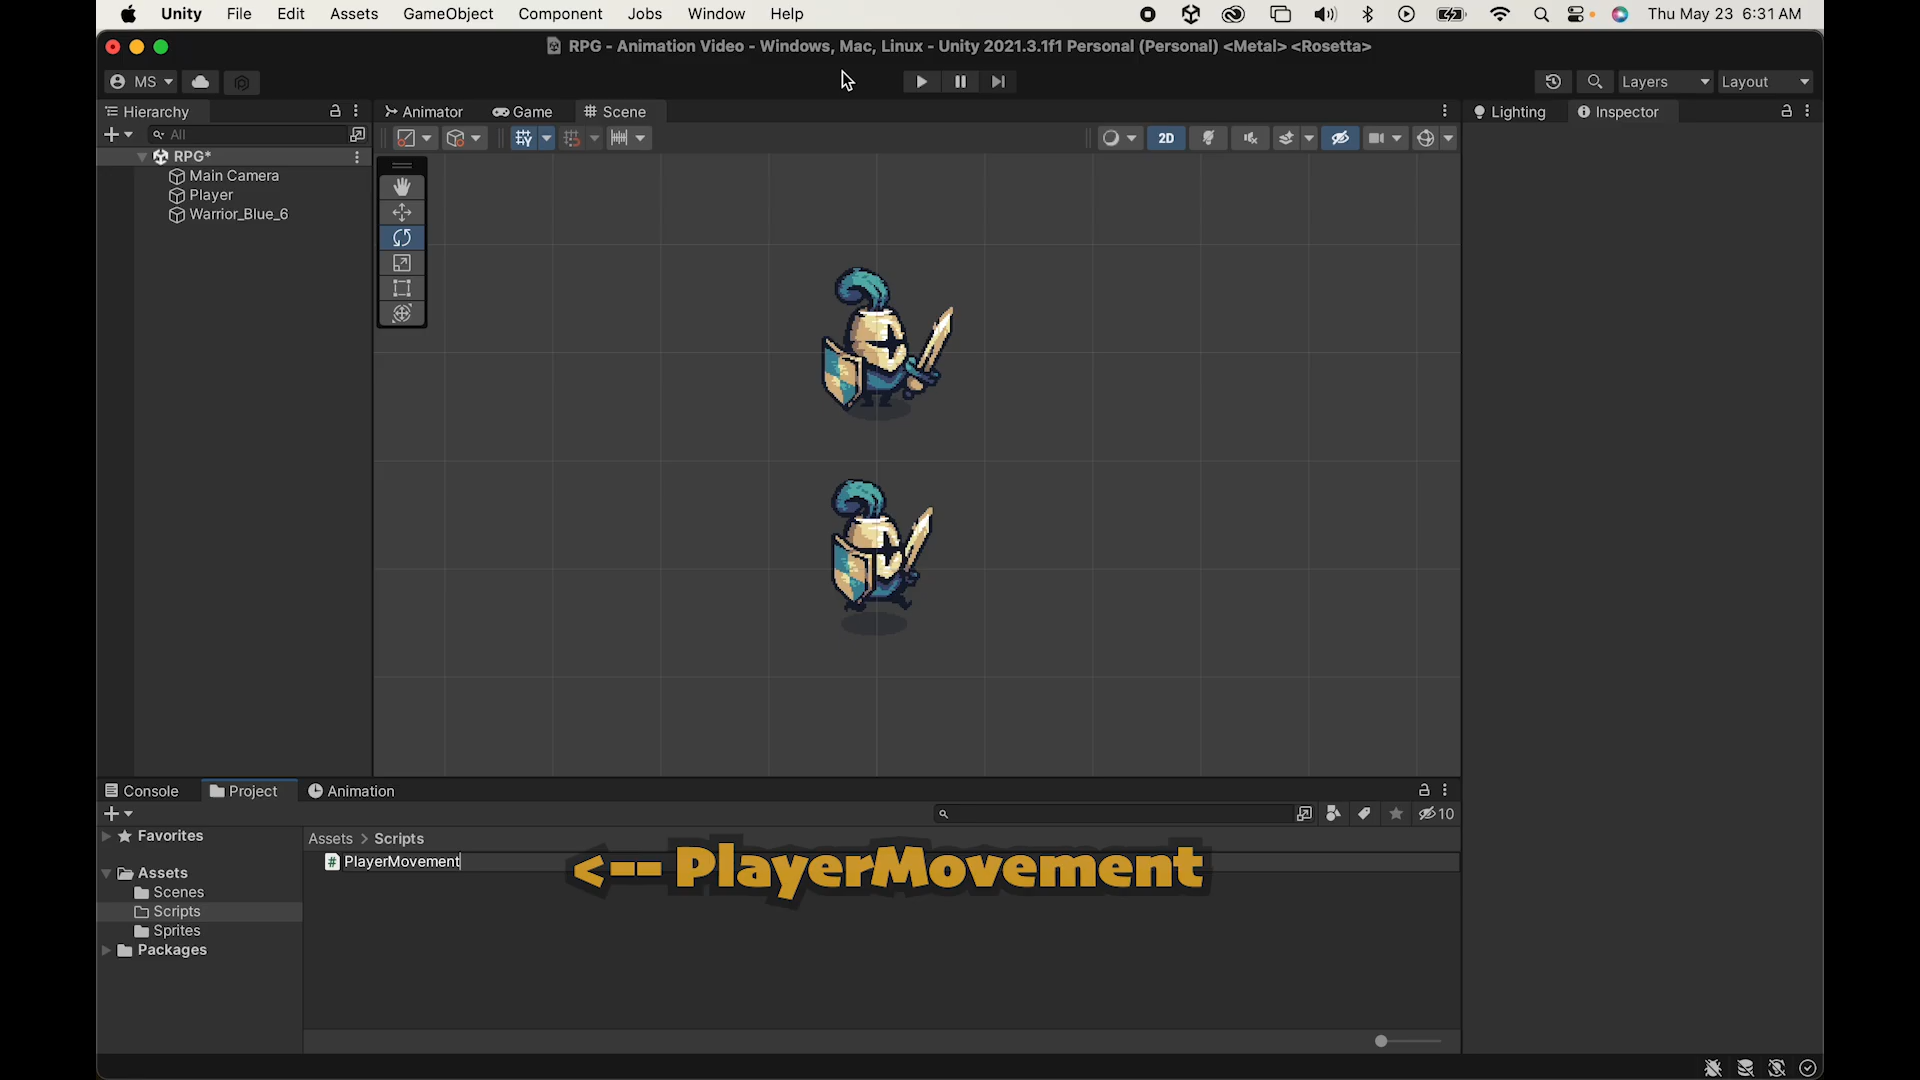 Unity File Edit Assets GameObject Component Jobs Window Help Thu May 23 6:31 AM
RPG - Animation Video - Windows, Mac, Linux - Unity 2021.3.1f1 Personal (Personal) <Metal> <Rosetta>
MS Layers Layout
Hierarchy Animator Game Scene Lighting Inspector
All 2D
RPG*
Main Camera
Player
Warrior_Blue_6
Console Project Animation
10
Favorites
Assets > Scripts
PlayerMovement
<-- PlayerMovement
Assets
Scenes
Scripts
Sprites
Packages